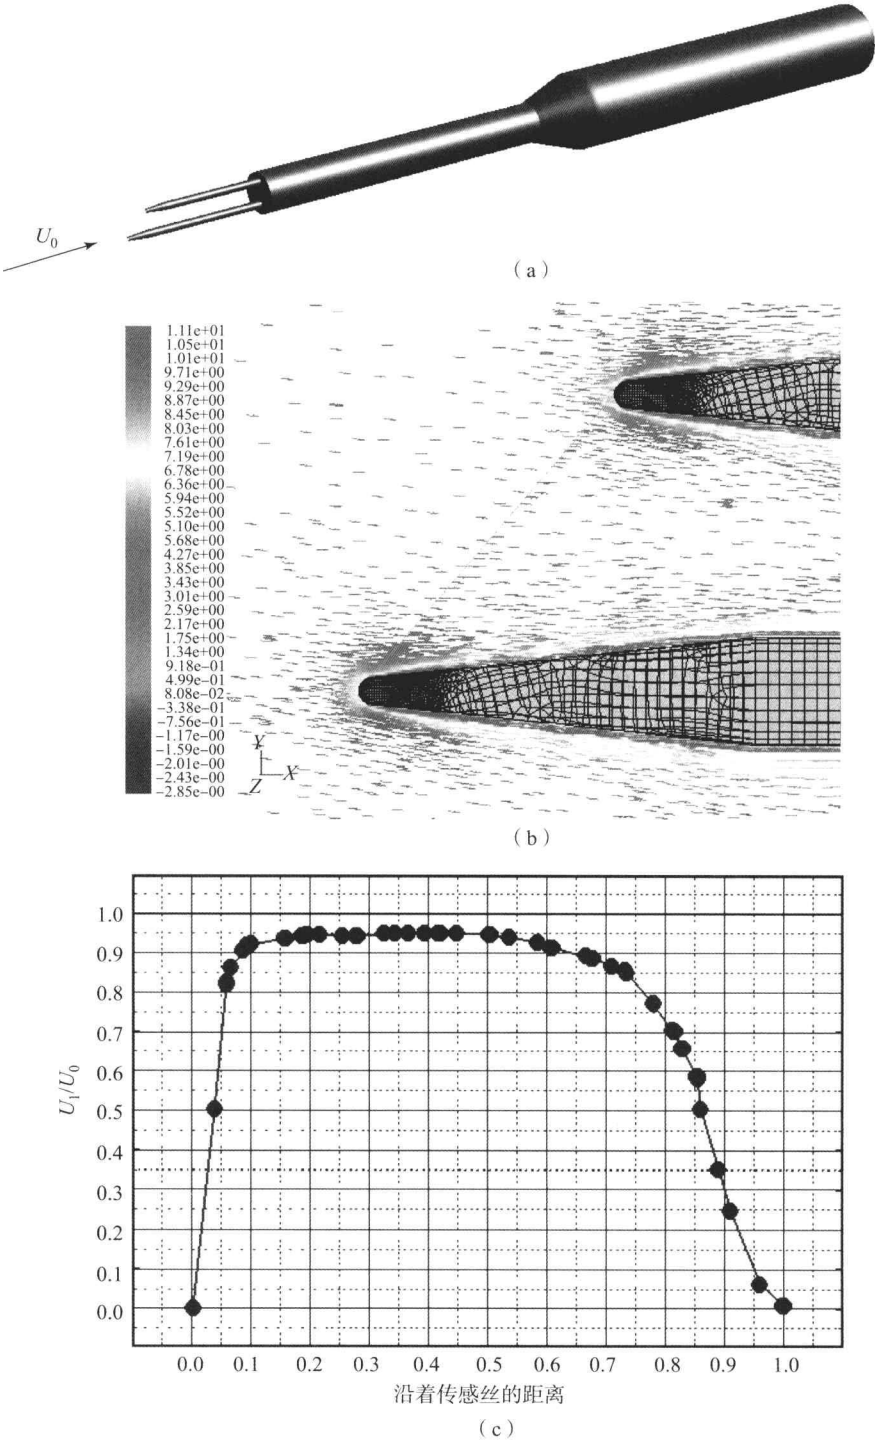 U₀
(a)
1.11e+01
1.05e+01
1.01e+01
9.71e+00
9.29e+00
8.87e+00
8.45e+00
8.03e+00
7.61e+00
7.19e+00
6.78e+00
6.36e+00
5.94e+00
5.52e+00
5.10e+00
5.68e+00
4.27e+00
3.85e+00
3.43e+00
3.01e+00
2.59e+00
2.17e+00
1.75e+00
1.34e+00
9.18e-01
4.99e-01
8.08e-02
-3.38e-01
-7.56e-01
-1.17e-00
-1.59e-00
-2.01e-00
-2.43e-00
-2.85e-00
Y
X
Z
(b)
U₁/U₀
1.0
0.9
0.8
0.7
0.6
0.5
0.4
0.3
0.2
0.1
0.0
0.0 0.1 0.2 0.3 0.4 0.5 0.6 0.7 0.8 0.9 1.0
沿着传感丝的距离
(c)